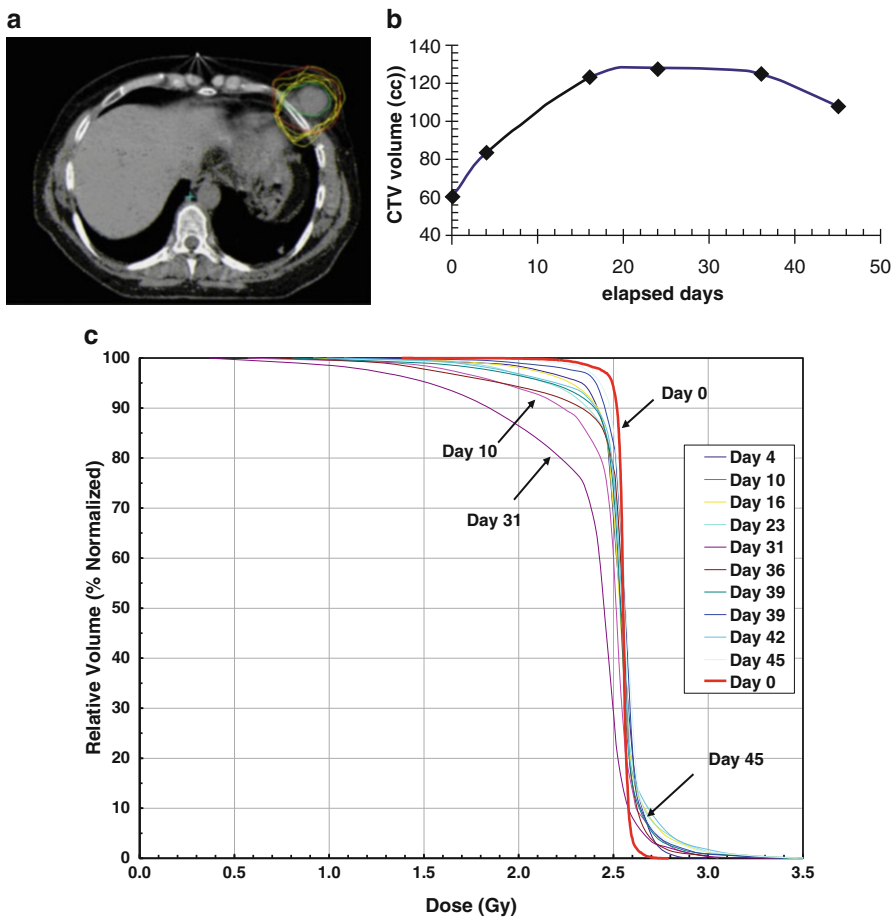 a
b
140
120
100
80
60
40
CTV volume (cc))
0
10
20
30
40
50
elapsed days
c
100
90
80
70
60
50
40
30
20
10
0
Relative Volume (% Normalized)
Day 0
Day 10
Day 31
Day 45
Day 4
Day 10
Day 16
Day 23
Day 31
Day 36
Day 39
Day 39
Day 42
Day 45
Day 0
0.0
0.5
1.0
1.5
2.0
2.5
3.0
3.5
Dose (Gy)